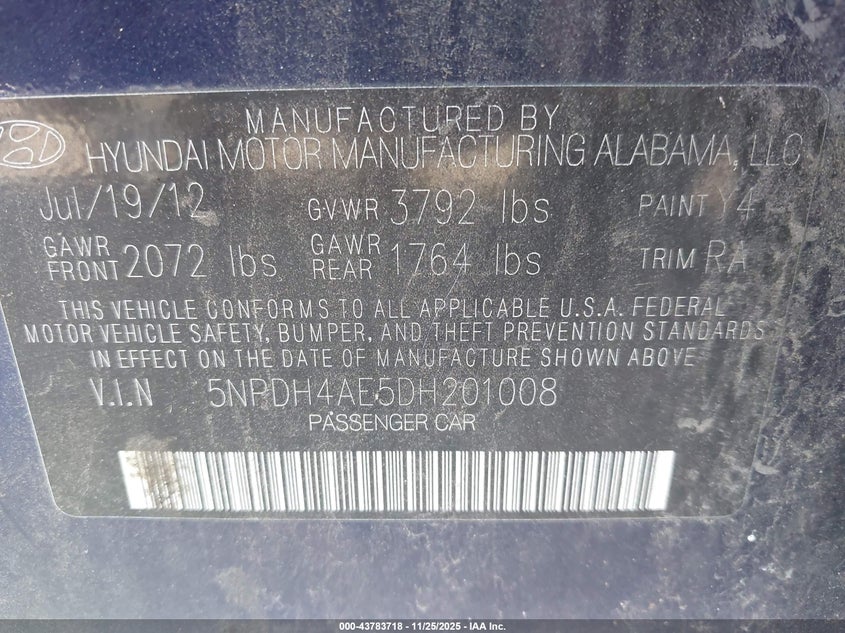 MANUFACTURED BY
HYUNDAI MOTOR MANUFACTURING ALABAMA, LLC
Jul/19/12 GVWR 3792 lbs PAINT Y4
GAWR FRONT 2072 lbs GAWR REAR 1764 lbs TRIM RA
THIS VEHICLE CONFORMS TO ALL APPLICABLE U.S.A. FEDERAL
MOTOR VEHICLE SAFETY, BUMPER, AND THEFT PREVENTION STANDARDS
IN EFFECT ON THE DATE OF MANUFACTURE SHOWN ABOVE
V.I.N 5NPDH4AE5DH201008
PASSENGER CAR
000-43783718 - 11/25/2025 - IAA Inc.